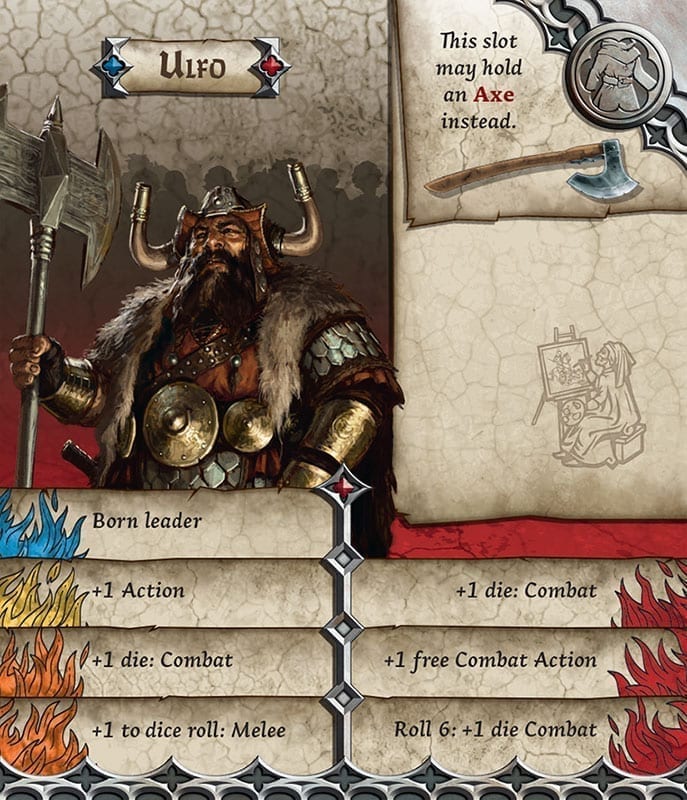 Ulfo
This slot
may hold
an Axe
instead.
Born leader
+1 Action
+1 die: Combat
+1 die: Combat
+1 free Combat Action
+1 to dice roll: Melee
Roll 6: +1 die Combat